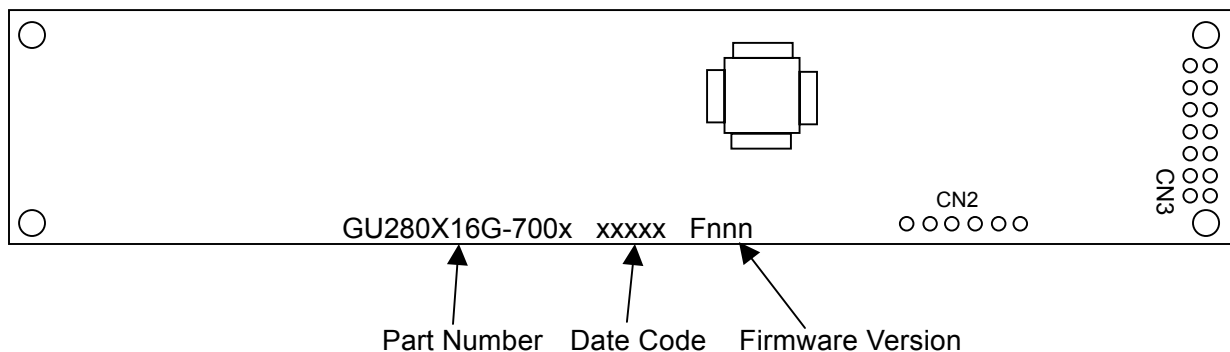 CN2
CN3
GU280X16G-700x xxxxx Fnnn
Part Number Date Code Firmware Version